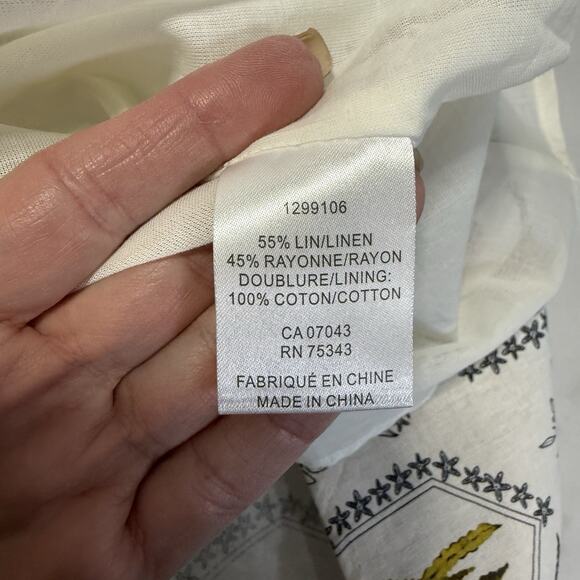 1299106
55% LIN/LINEN
45% RAYONNE/RAYON
DOUBLURE/LINING:
100% COTON/COTTON
CA 07043
RN 75343
FABRIQUÉ EN CHINE
MADE IN CHINA